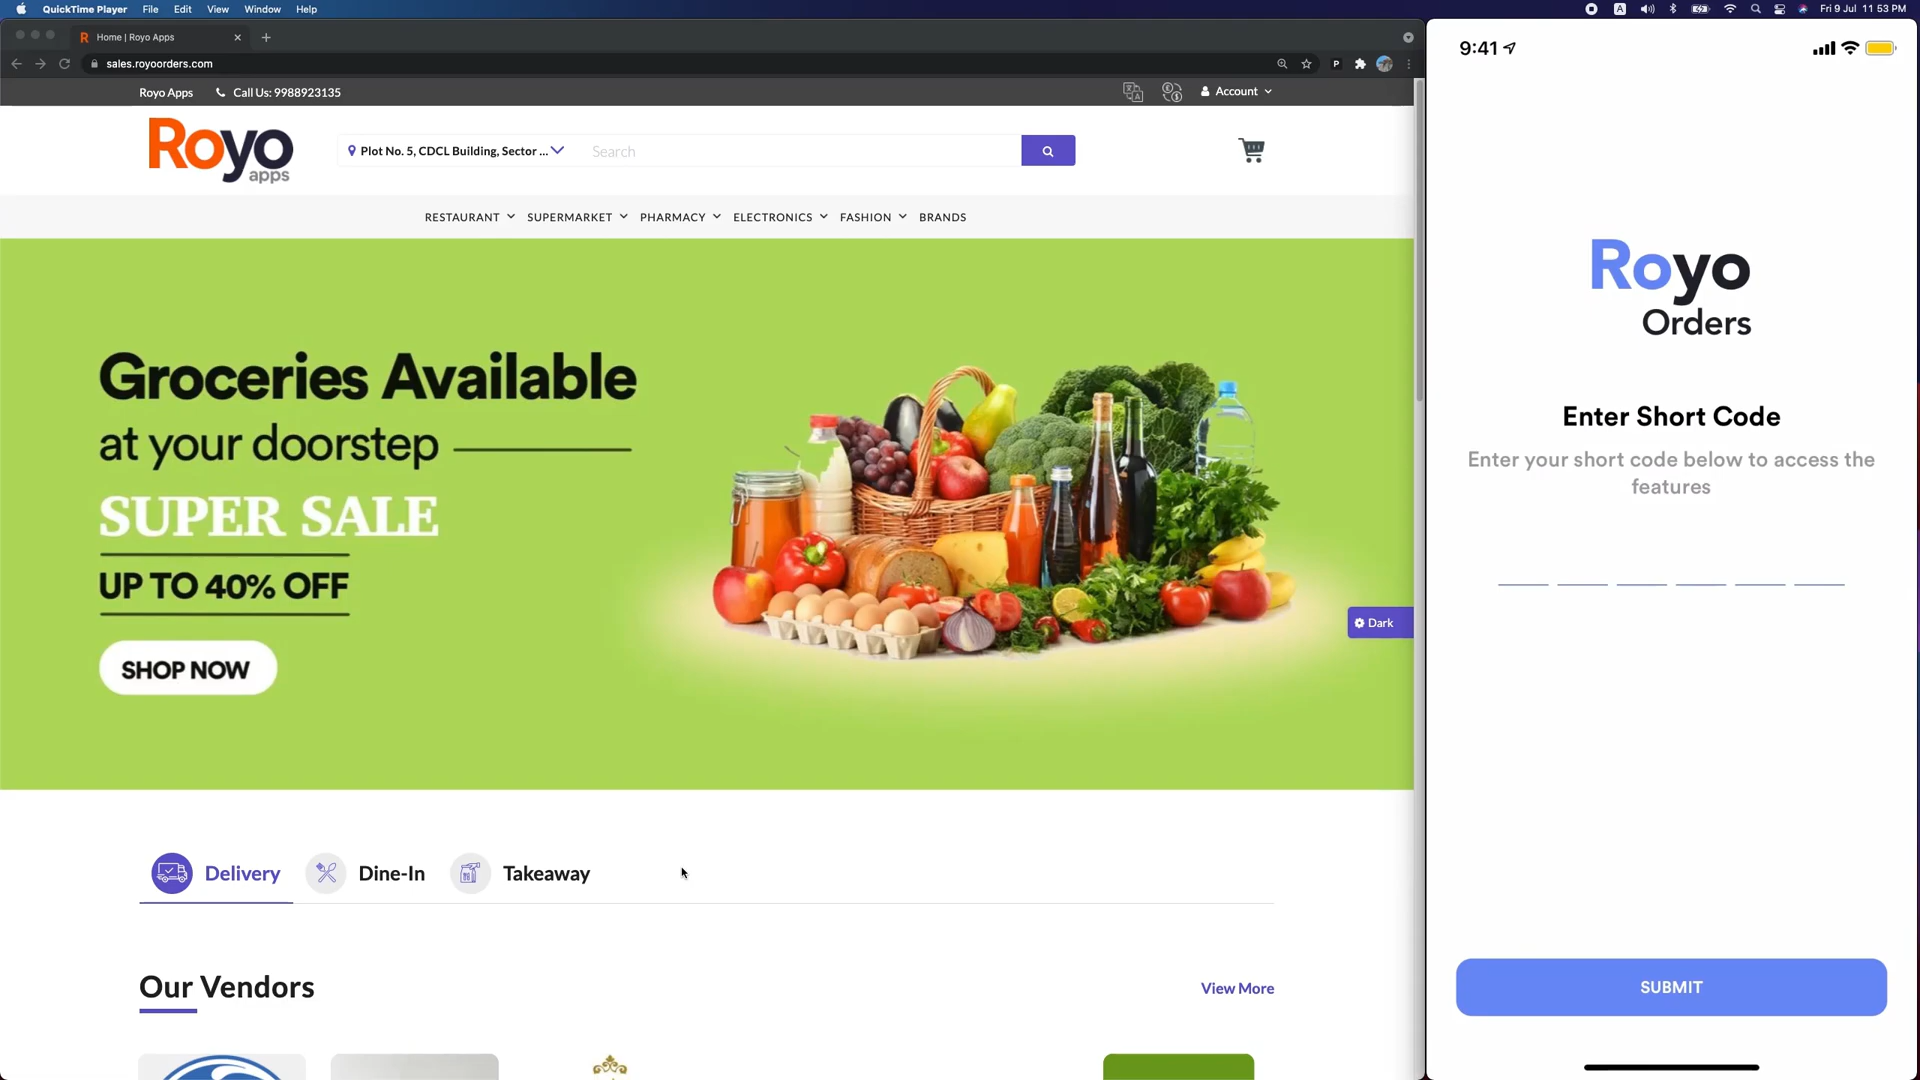 QuickTime Player File Edit View Window Help
A
Fri 9 Jul 11 53 PM
R Home | Royo Apps
sales.royoorders.com
P
Royo Apps Call Us: 9988923135
Account
Royo
apps
Plot No. 5, CDCL Building, Sector ...
Search
RESTAURANT SUPERMARKET PHARMACY ELECTRONICS FASHION BRANDS
Groceries Available
at your doorstep
SUPER SALE
UP TO 40% OFF
SHOP NOW
Dark
Delivery Dine-In Takeaway
Our Vendors
View More
9:41
Royo
Orders
Enter Short Code
Enter your short code below to access the
features
SUBMIT